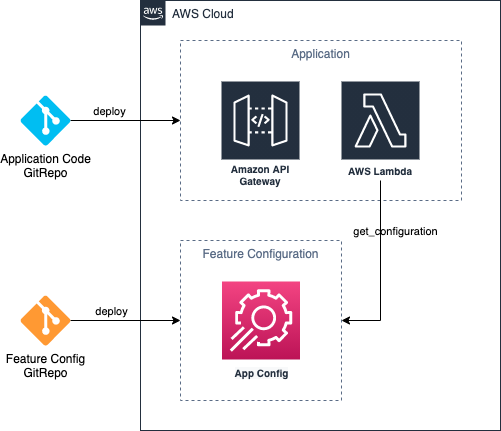 aws
AWS Cloud
Application
Amazon API
Gateway
AWS Lambda
deploy
Application Code
GitRepo
get_configuration
Feature Configuration
App Config
deploy
Feature Config
GitRepo